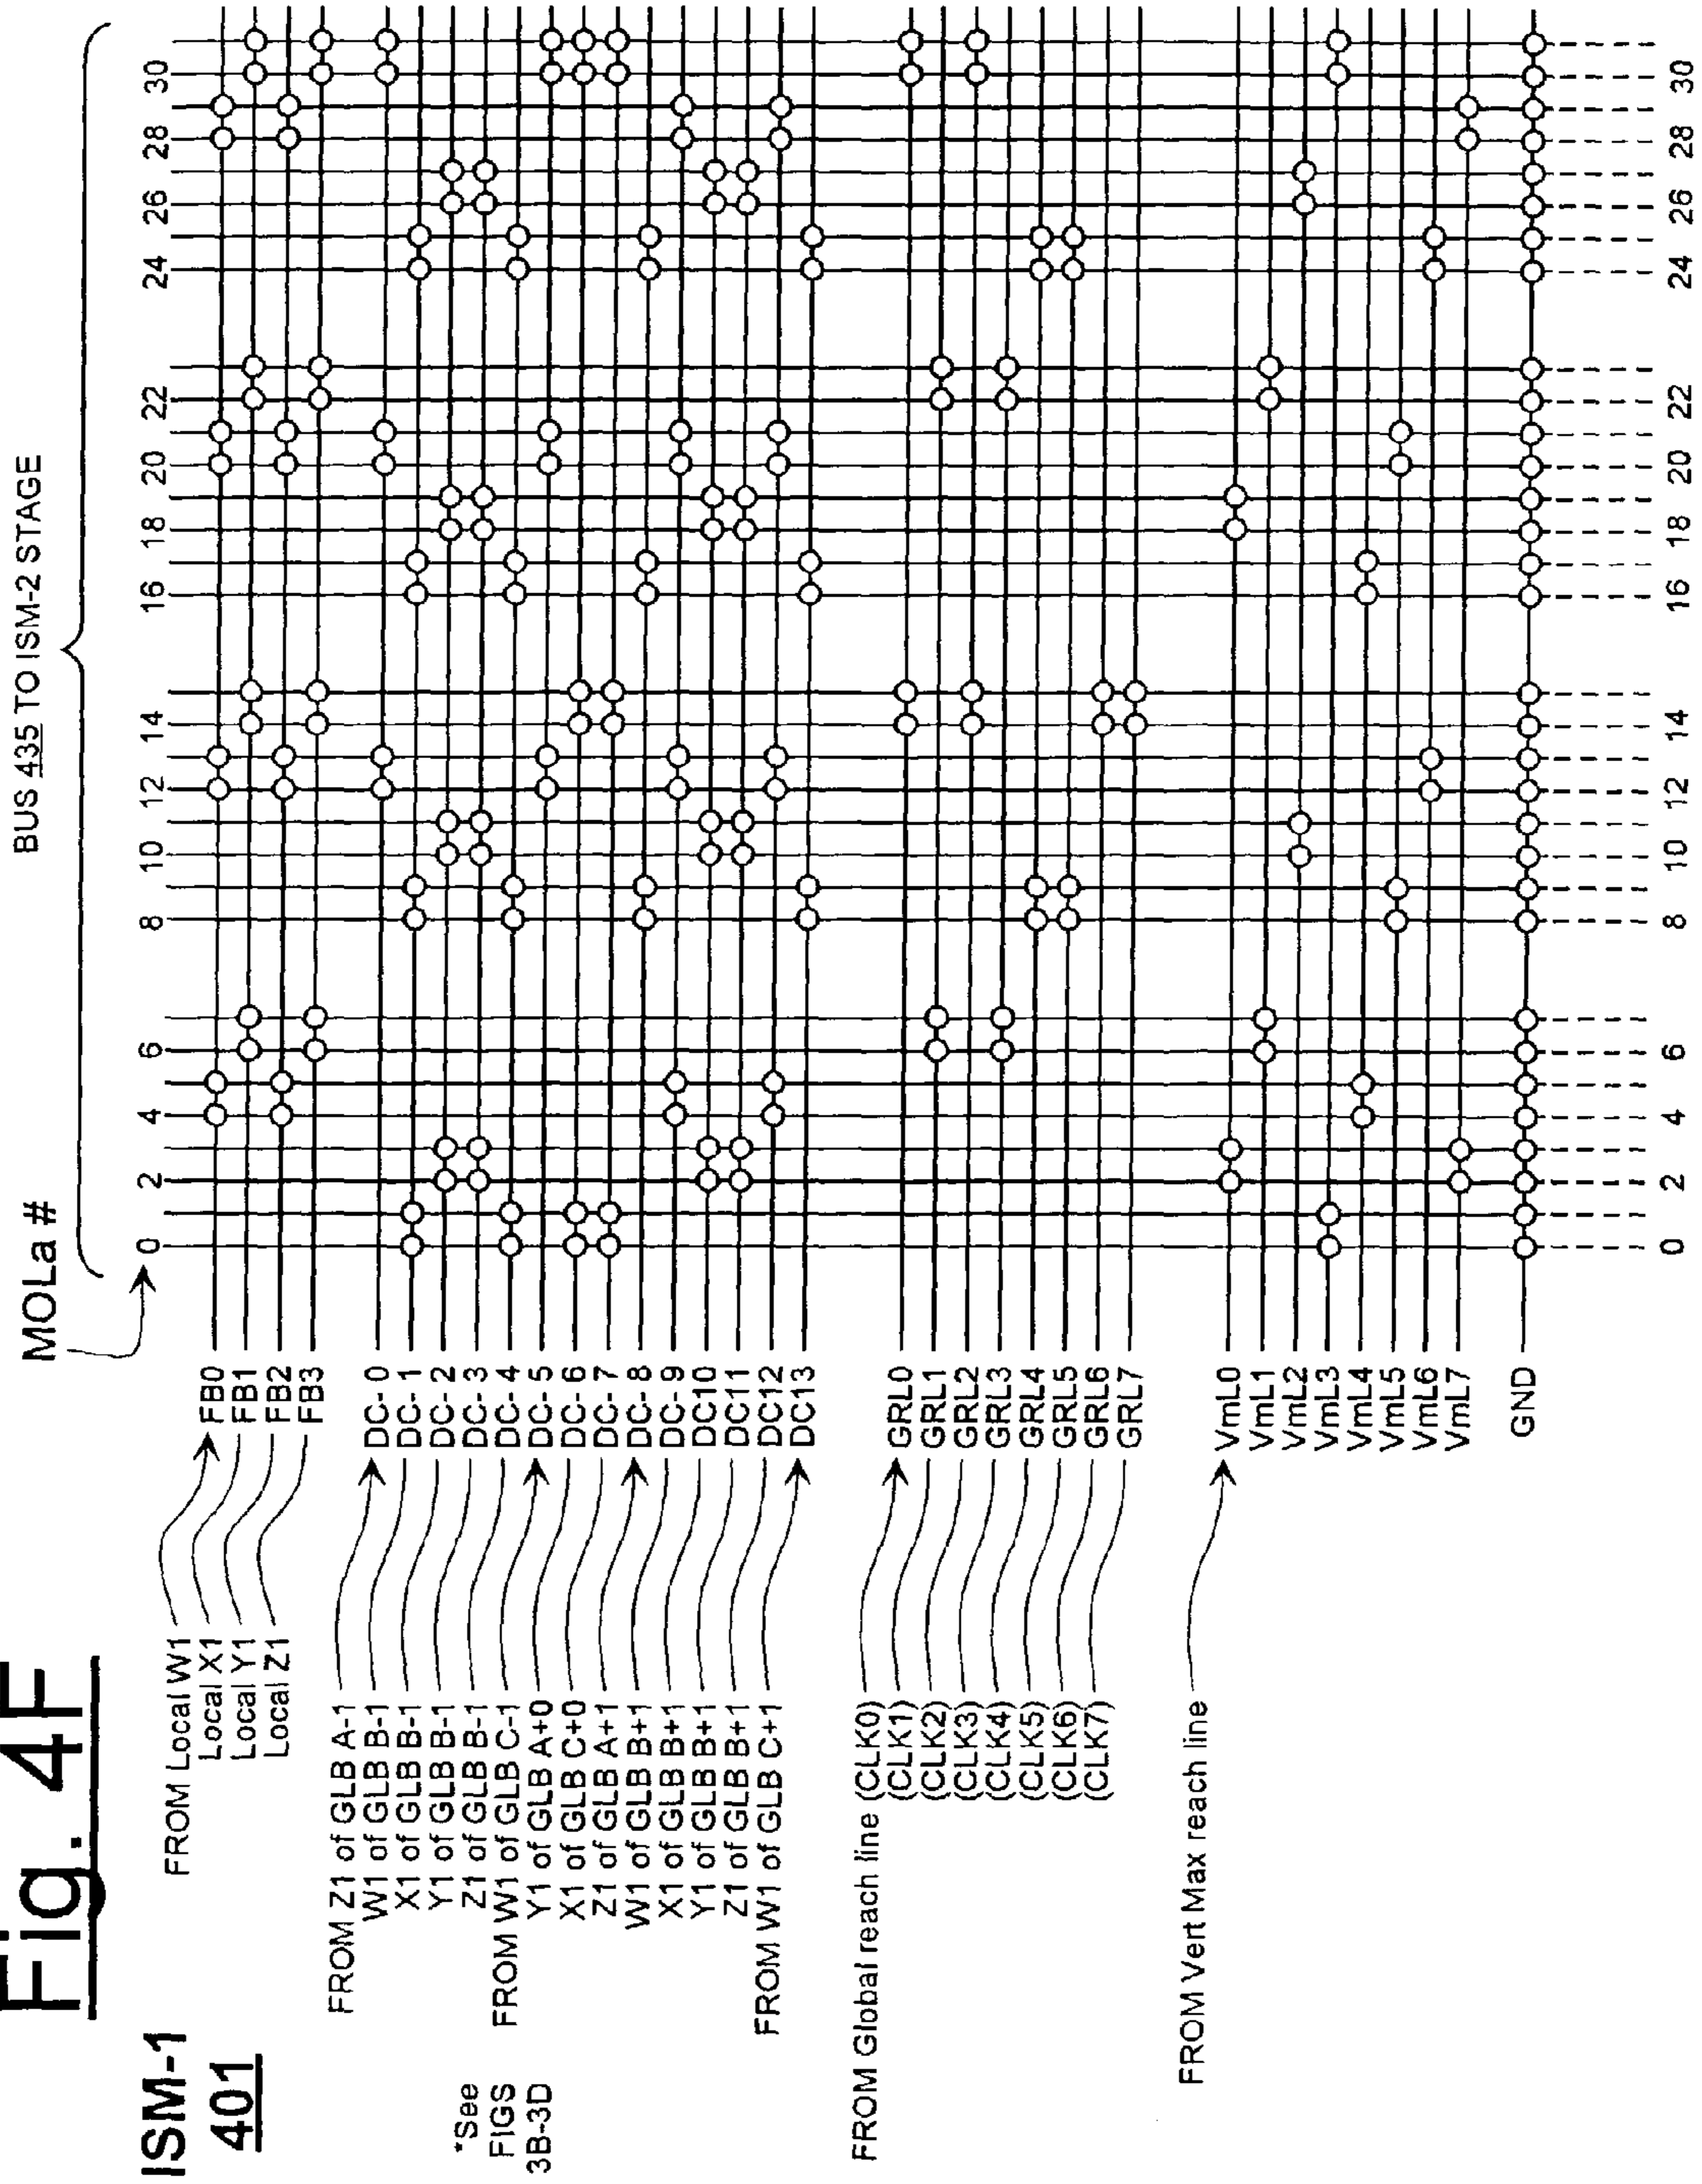 Fig. 4F
ISM-1
401
*See
FIGS
3B-3D
MOLa #
BUS 435 TO ISM-2 STAGE
0 2 4 6 8 10 12 14 16 18 20 22 24 26 28 30
FROM Local W1 FB0
Local X1 FB1
Local Y1 FB2
Local Z1 FB3
FROM Z1 of GLB A-1 DC-0
W1 of GLB B-1 DC-1
X1 of GLB B-1 DC-2
Y1 of GLB B-1 DC-3
Z1 of GLB B-1 DC-4
FROM W1 of GLB C-1 DC-5
Y1 of GLB A+0 DC-6
X1 of GLB C+0 DC-7
Z1 of GLB A+1 DC-8
W1 of GLB B+1 DC-9
X1 of GLB B+1 DC10
Y1 of GLB B+1 DC11
Z1 of GLB B+1 DC12
FROM W1 of GLB C+1 DC13
FROM Global reach line (CLK0) GRL0
(CLK1) GRL1
(CLK2) GRL2
(CLK3) GRL3
(CLK4) GRL4
(CLK5) GRL5
(CLK6) GRL6
(CLK7) GRL7
FROM Vert Max reach line VmL0
VmL1
VmL2
VmL3
VmL4
VmL5
VmL6
VmL7
GND
0 2 4 6 8 10 12 14 16 18 20 22 24 26 28 30